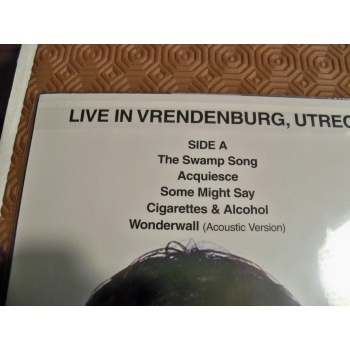 LIVE IN VRENDENBURG, UTREC
SIDE A
The Swamp Song
Acquiesce
Some Might Say
Cigarettes & Alcohol
Wonderwall (Acoustic Version)